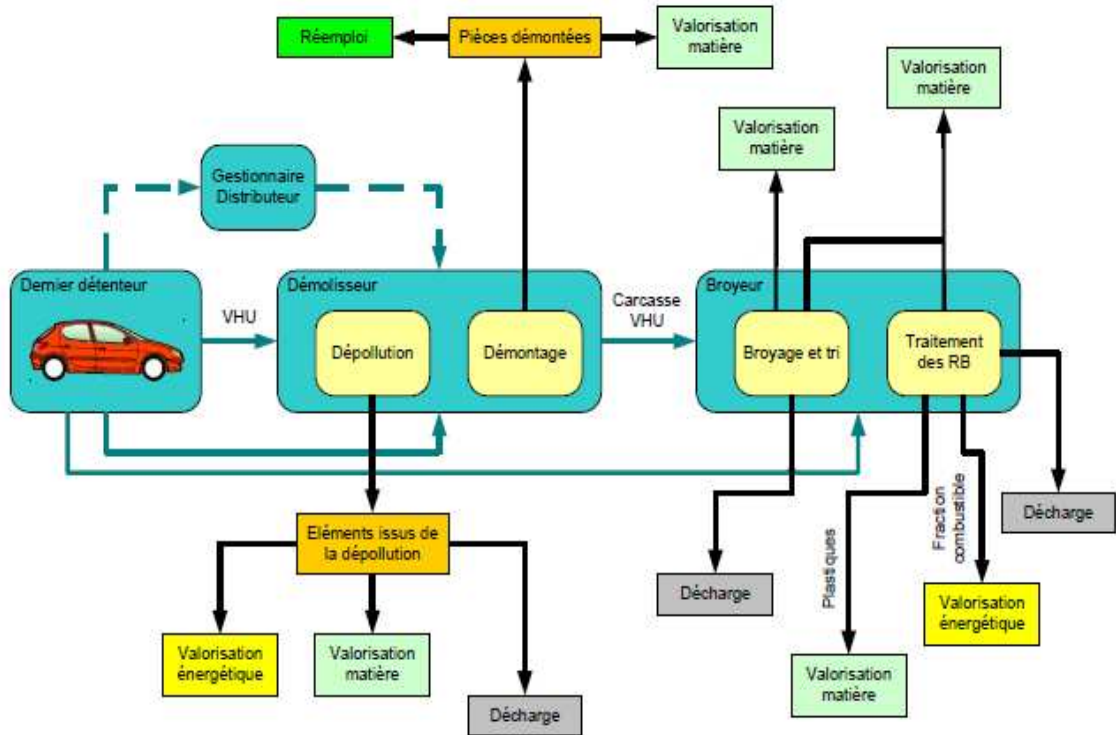 Réemploi
Pièces démontées
Valorisation
matière
Valorisation
matière
Valorisation
matière
Gestionnaire
Distributeur
Dernier détenteur
VHU
Démolisseur
Dépollution
Démontage
Carcasse
VHU
Broyeur
Broyage et tri
Traitement
des RB
Eléments issus de
la dépollution
Valorisation
énergétique
Valorisation
matière
Décharge
Décharge
Plastiques
Valorisation
matière
Fraction
combustible
Valorisation
énergétique
Décharge